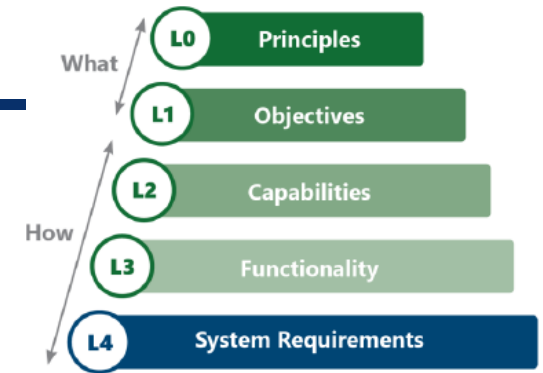 L0 Principles
What
L1 Objectives
L2 Capabilities
How
L3 Functionality
L4 System Requirements